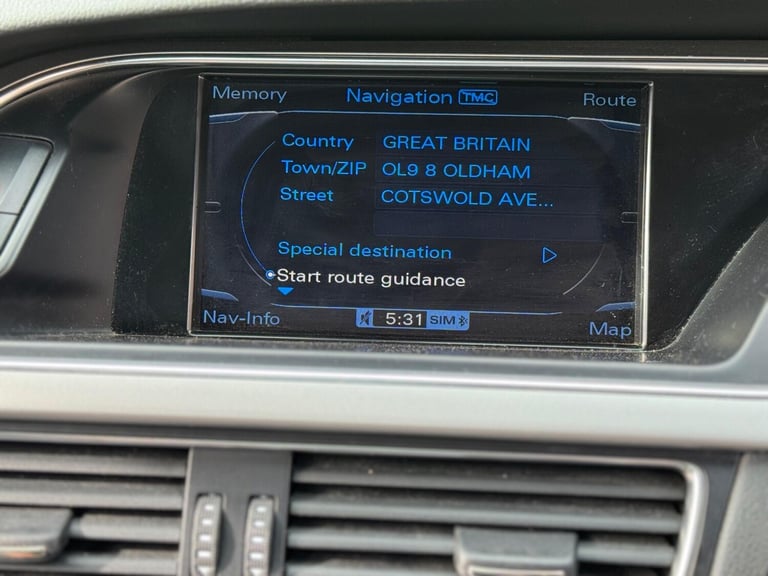 Memory Navigation TMC Route
Country GREAT BRITAIN
Town/ZIP OL9 8 OLDHAM
Street COTSWOLD AVE...
Special destination
Start route guidance
Nav-Info 5:31 SIM Map